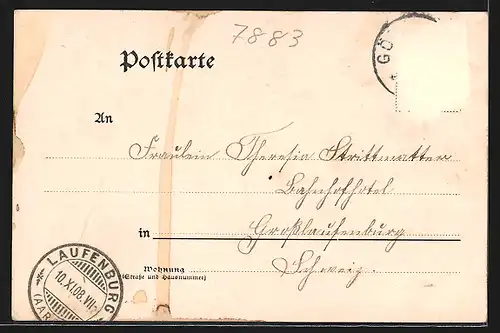 7883
Postkarte
GÖ
An
Fräulein Theresia Strittmatter
Bahnhofhotel
in Großlaufenburg
Wohnung
(Straße und Hausnummer)
Schweiz.
LAUFENBURG
10.XI.08.VII
(AAR